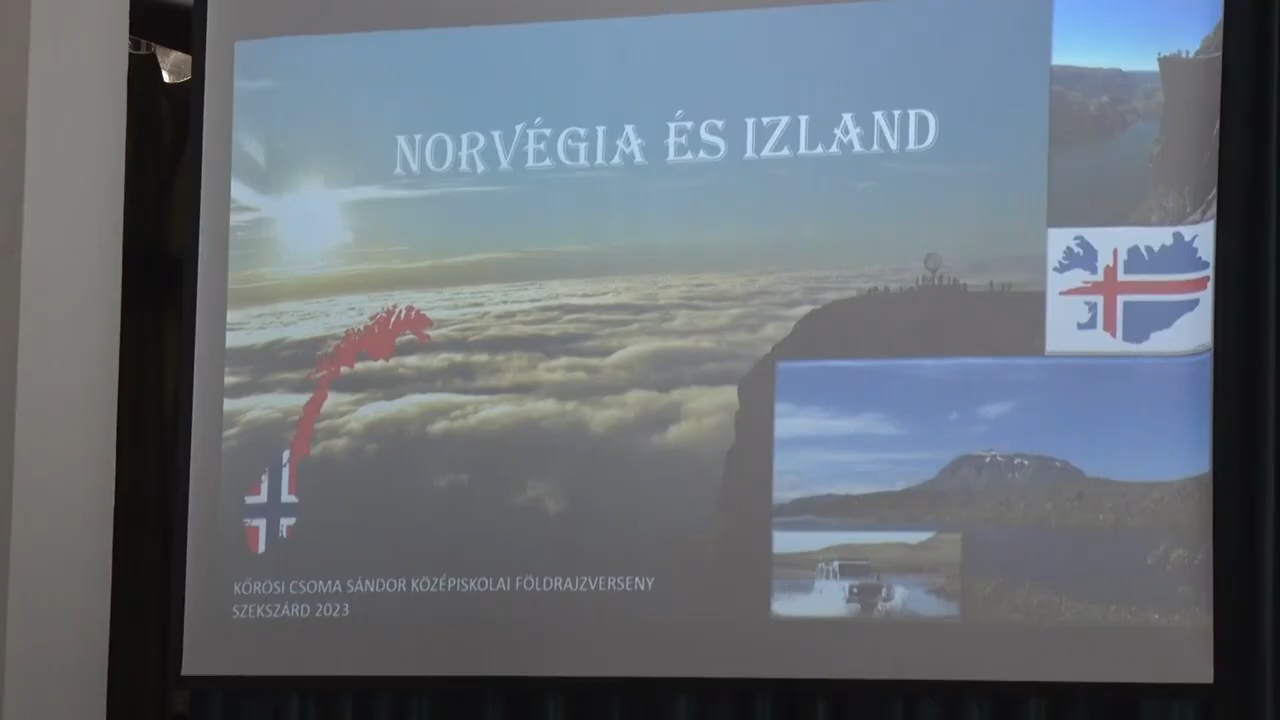 NORVÉGIA ÉS IZLAND
KŐRÖSI CSOMA SÁNDOR KÖZÉPISKOLAI FÖLDRAJZVERSENY
SZEKSZÁRD 2023